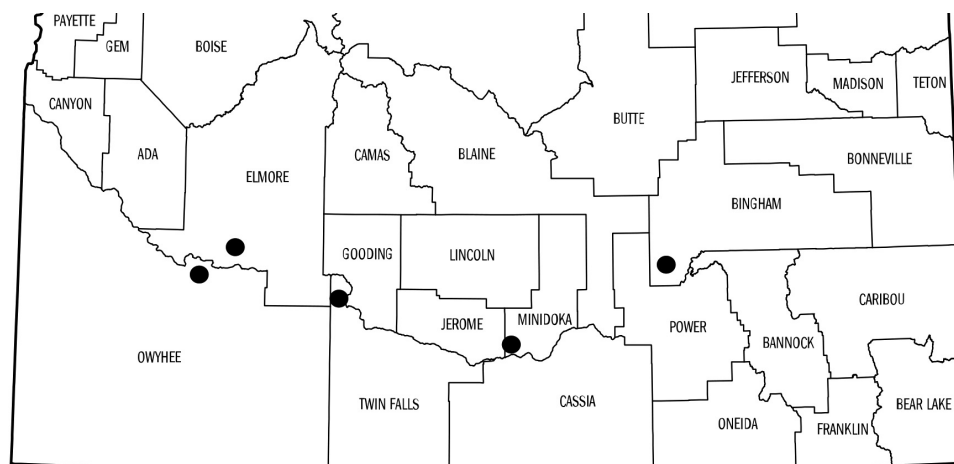 PAYETTE
GEM
BOISE
CANYON
ADA
ELMORE
CAMAS
BLAINE
BUTTE
JEFFERSON
MADISON
TETON
BONNEVILLE
BINGHAM
GOODING
LINCOLN
JEROME
MINIDOKA
POWER
BANNOCK
CARIBOU
OWYHEE
TWIN FALLS
CASSIA
ONEIDA
FRANKLIN
BEAR LAKE